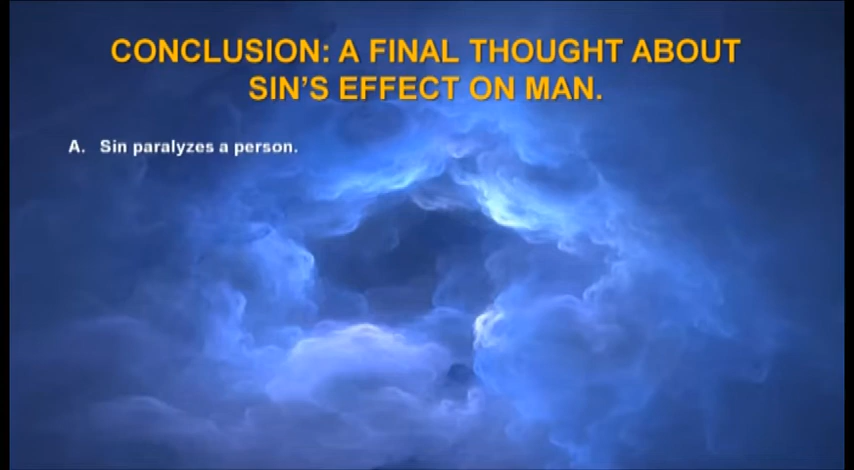 CONCLUSION: A FINAL THOUGHT ABOUT
SIN'S EFFECT ON MAN.
A. Sin paralyzes a person.